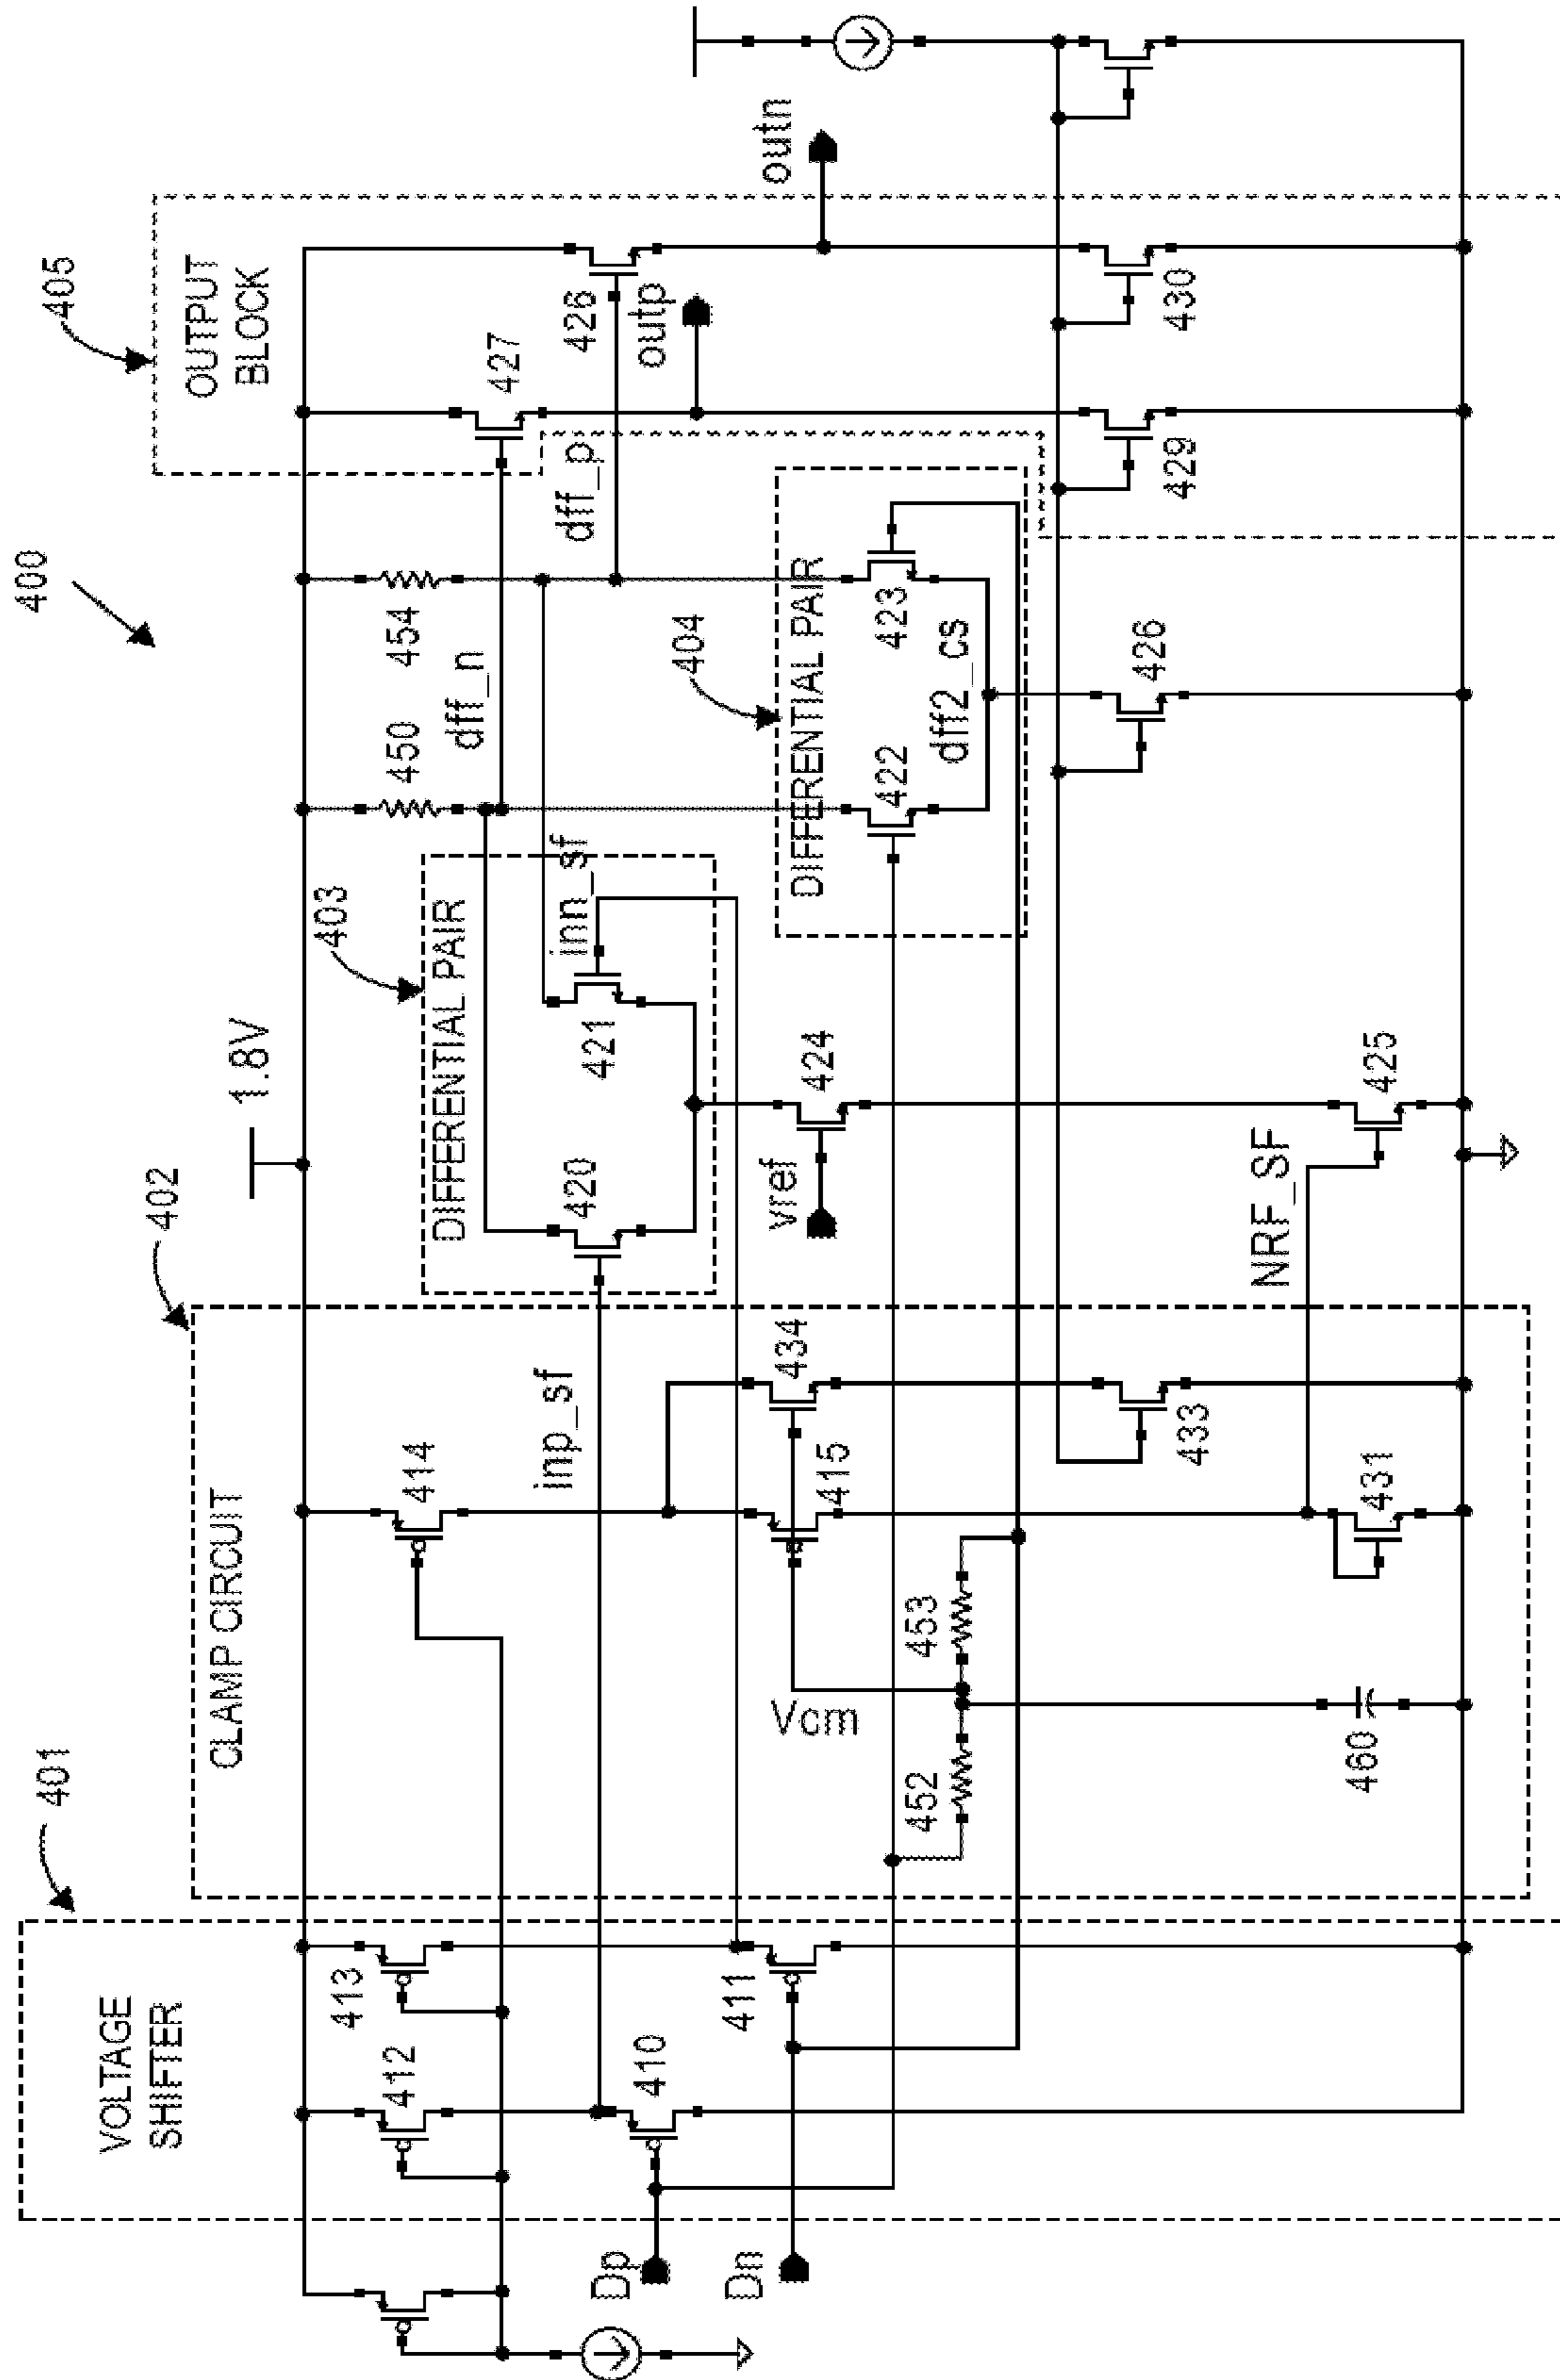 400
401
VOLTAGE
SHIFTER
412
413
410
411
Dp
Dn
402
CLAMP CIRCUIT
414
inp_sf
415
434
Vcm
452
453
460
433
431
1.8V
403
DIFFERENTIAL PAIR
420
421
inn_sf
vref
424
NRF_SF
425
450
454
dff_n
dff_p
404
DIFFERENTIAL PAIR
422
423
dff2_cs
426
405
OUTPUT
BLOCK
427
426
outp
outn
429
430